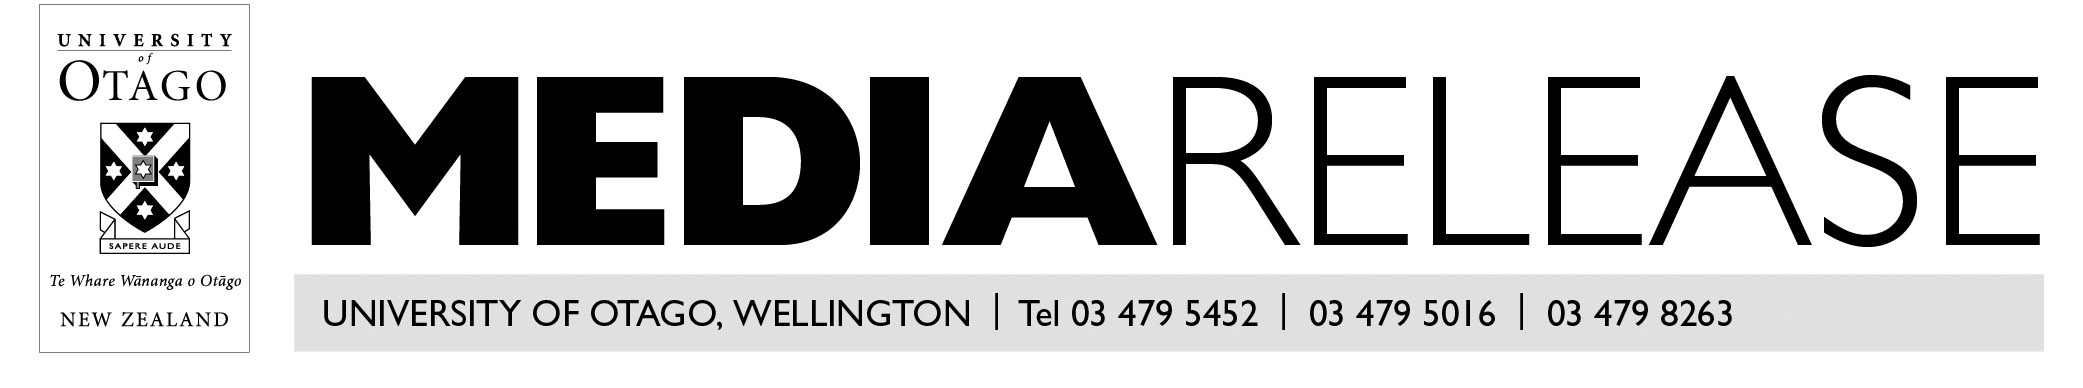 UNIVERSITY
of
OTAGO
SAPERE AUDE
Te Whare Wānanga o Otāgo
NEW ZEALAND
MEDIARELEASE
UNIVERSITY OF OTAGO, WELLINGTON | Tel 03 479 5452 | 03 479 5016 | 03 479 8263